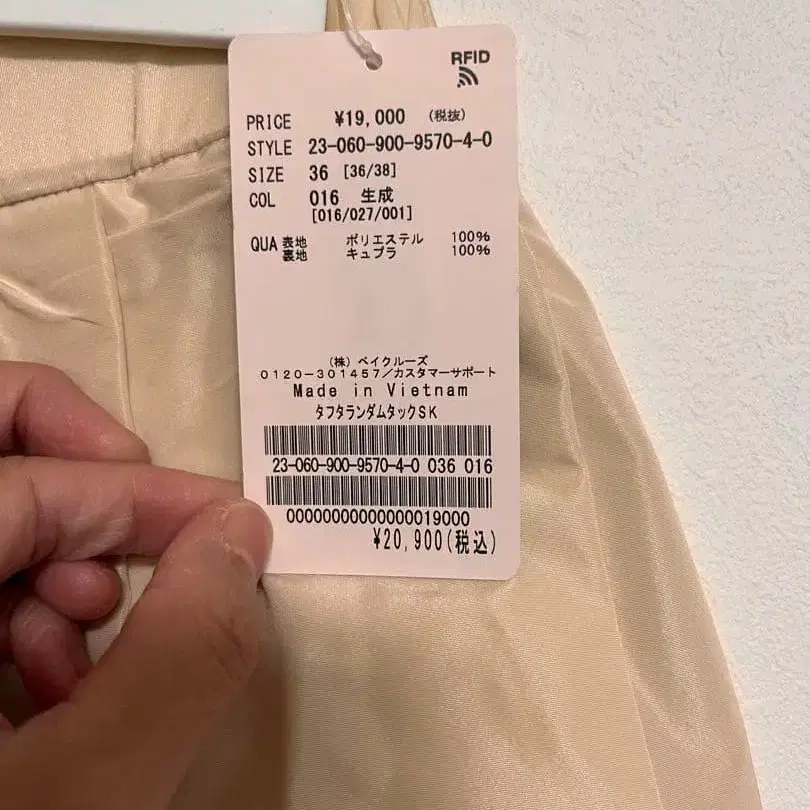 RFID
PRICE ¥19,000 (税抜)
STYLE 23-060-900-9570-4-0
SIZE 36 [36/38]
COL 016 生成
[016/027/001]
QUA 表地 ポリエステル 100%
裏地 キュプラ 100%
(株) ベイクルーズ
0120-301457/カスタマーサポート
Made in Vietnam
タフタランダムタックSK
23-060-900-9570-4-0 036 016
00000000000000019000
¥20,900(税込)